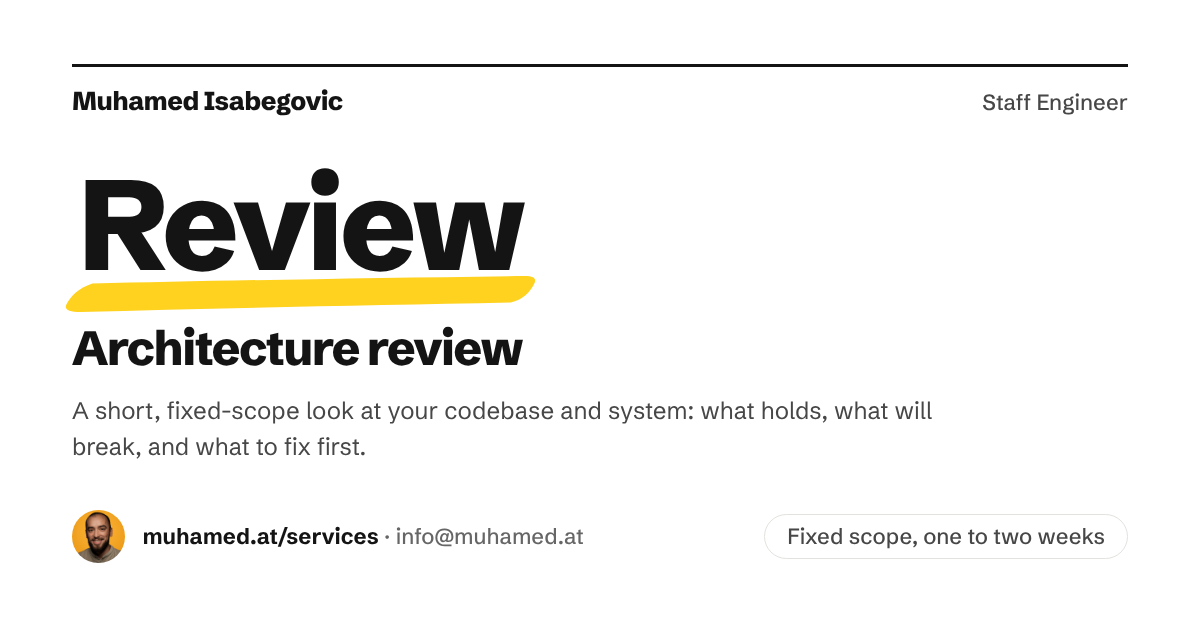 Muhamed Isabegovic
Staff Engineer
Review
Architecture review
A short, fixed-scope look at your codebase and system: what holds, what will
break, and what to fix first.
muhamed.at/services · info@muhamed.at
Fixed scope, one to two weeks